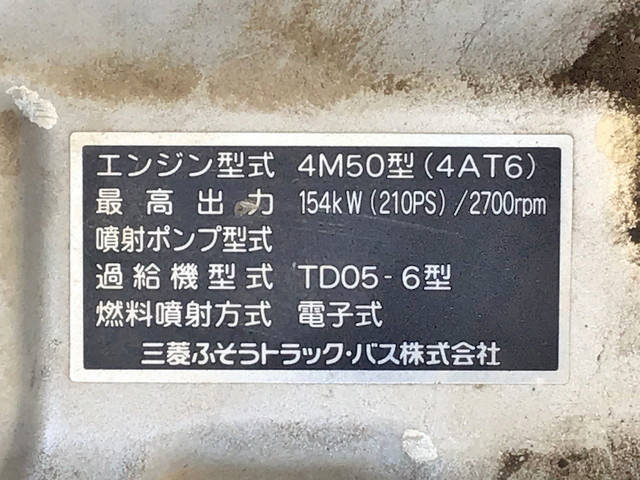 エンジン型式 4M50型(4AT6)
最高出力 154kW(210PS)/2700rpm
噴射ポンプ型式
過給機型式 TD05-6型
燃料噴射方式 電子式
三菱ふそうトラック・バス株式会社